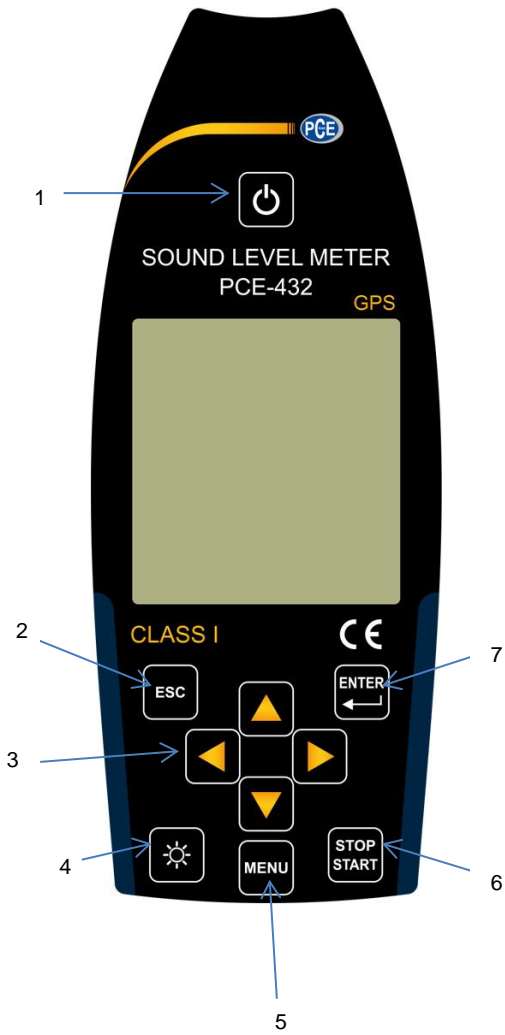 PCE
1
SOUND LEVEL METER
PCE-432
GPS
CLASS I
CE
2
ESC
ENTER
7
3
4
MENU
STOP
START
6
5